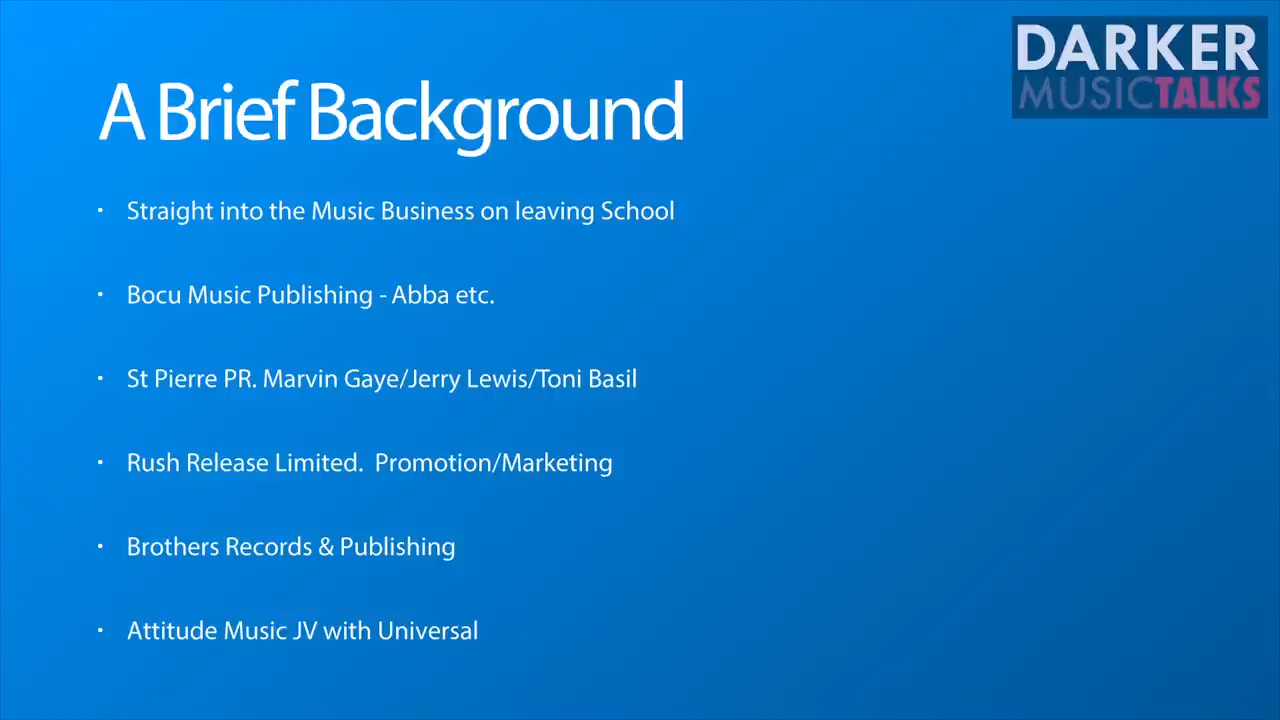 DARKER
MUSICTALKS
A Brief Background
• Straight into the Music Business on leaving School
• Bocu Music Publishing - Abba etc.
• St Pierre PR. Marvin Gaye/Jerry Lewis/Toni Basil
• Rush Release Limited.  Promotion/Marketing
• Brothers Records & Publishing
• Attitude Music JV with Universal